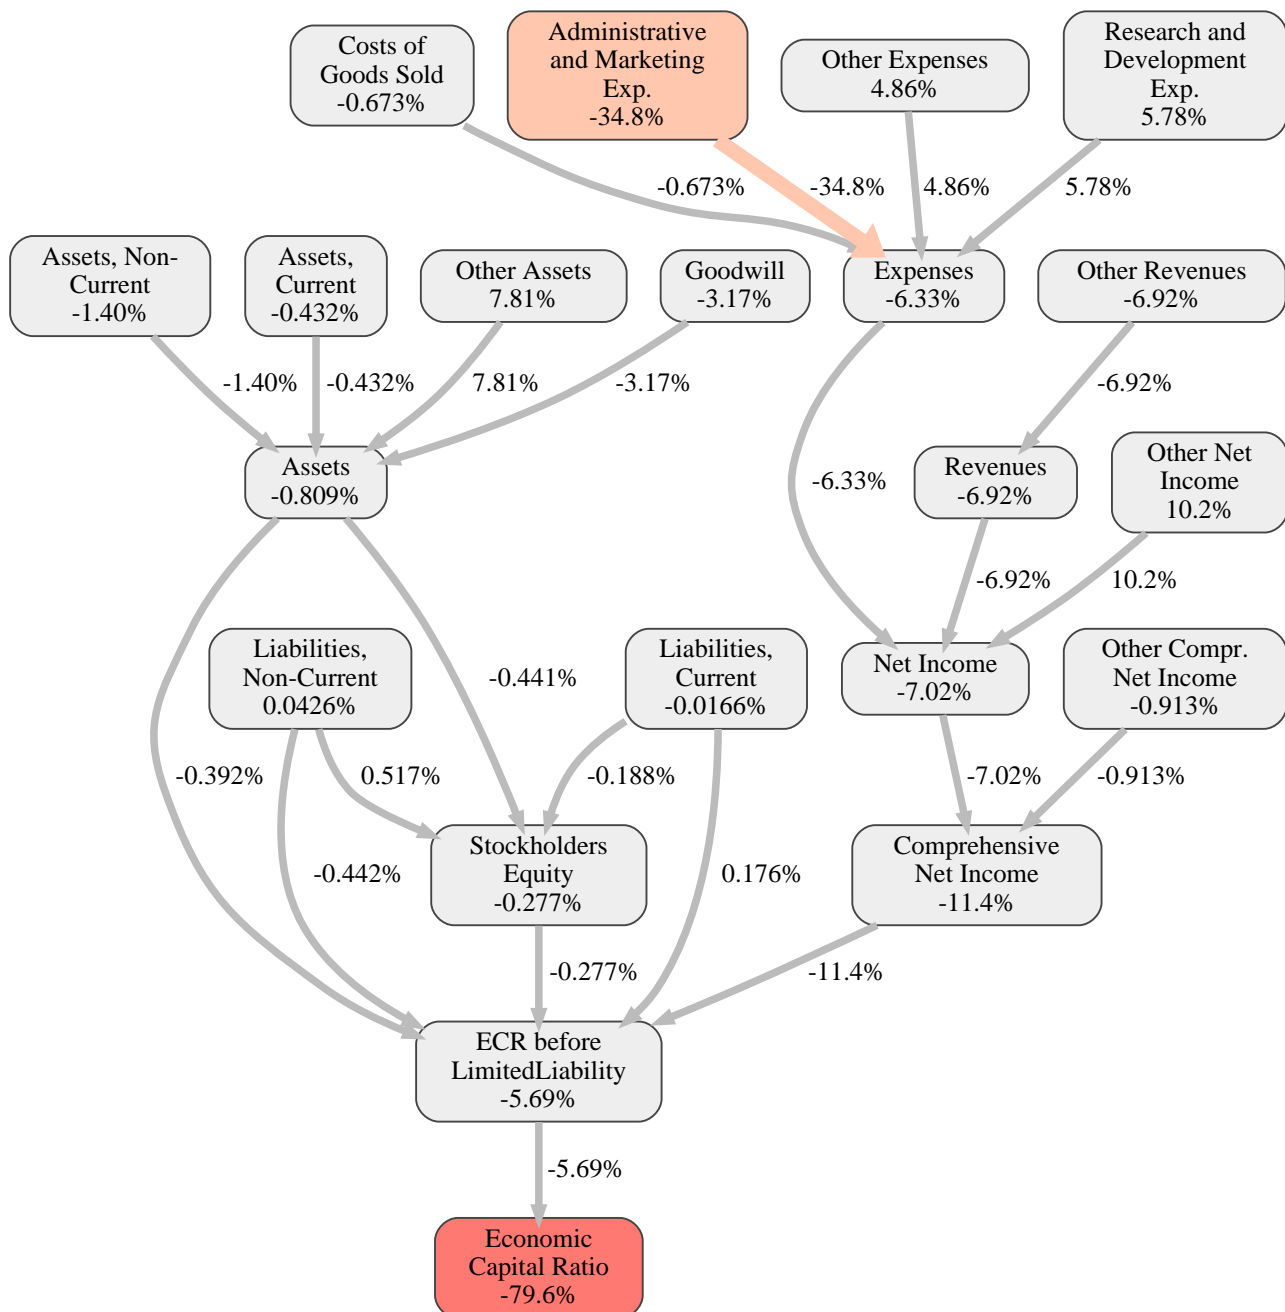 Costs of
Goods Sold
-0.673%
Administrative
and Marketing
Exp.
-34.8%
Other Expenses
4.86%
Research and
Development
Exp.
5.78%
-0.673%
-34.8%
4.86%
5.78%
Assets, Non-
Current
-1.40%
Assets,
Current
-0.432%
Other Assets
7.81%
Goodwill
-3.17%
Expenses
-6.33%
Other Revenues
-6.92%
-1.40%
-0.432%
7.81%
-3.17%
-6.92%
Assets
-0.809%
-6.33%
Revenues
-6.92%
Other Net
Income
10.2%
-6.92%
10.2%
Liabilities,
Non-Current
0.0426%
-0.441%
Liabilities,
Current
-0.0166%
Net Income
-7.02%
Other Compr.
Net Income
-0.913%
-0.392%
0.517%
-0.188%
-7.02%
-0.913%
-0.442%
Stockholders
Equity
-0.277%
0.176%
Comprehensive
Net Income
-11.4%
-0.277%
-11.4%
ECR before
LimitedLiability
-5.69%
-5.69%
Economic
Capital Ratio
-79.6%